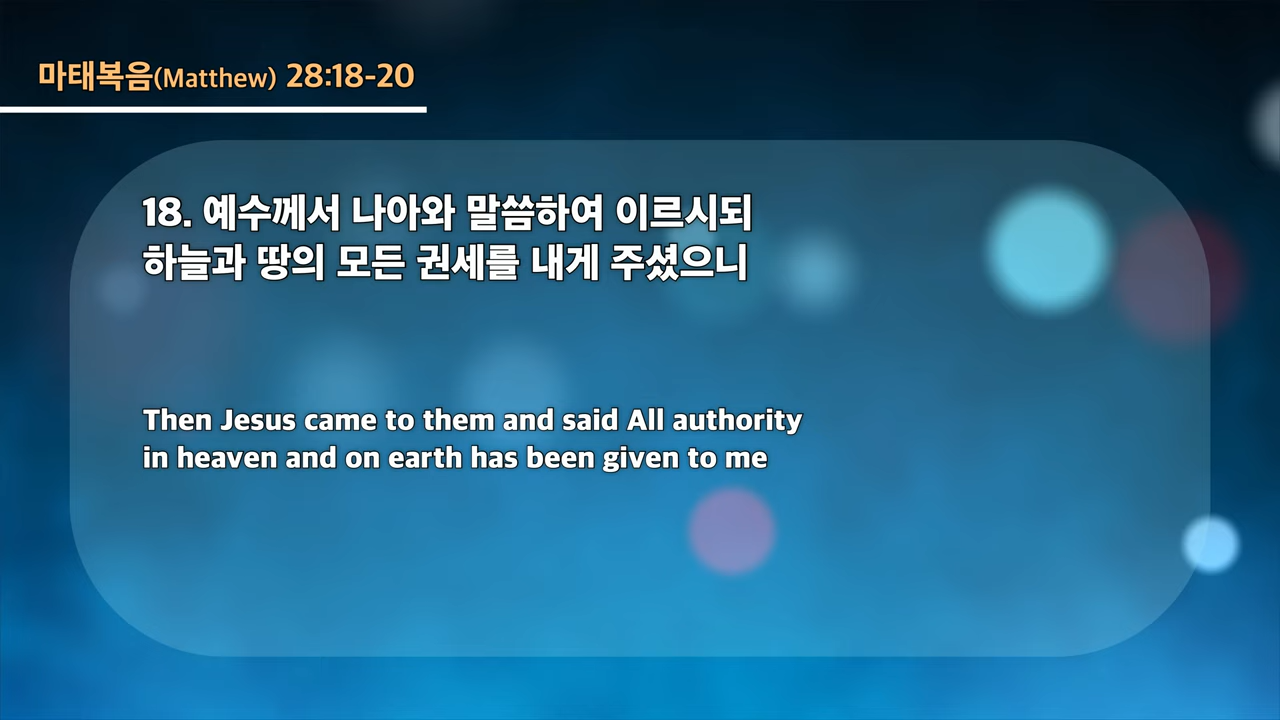 마태복음(Matthew) 28:18-20
18. 예수께서 나아와 말씀하여 이르시되
하늘과 땅의 모든 권세를 내게 주셨으니
Then Jesus came to them and said All authority
in heaven and on earth has been given to me